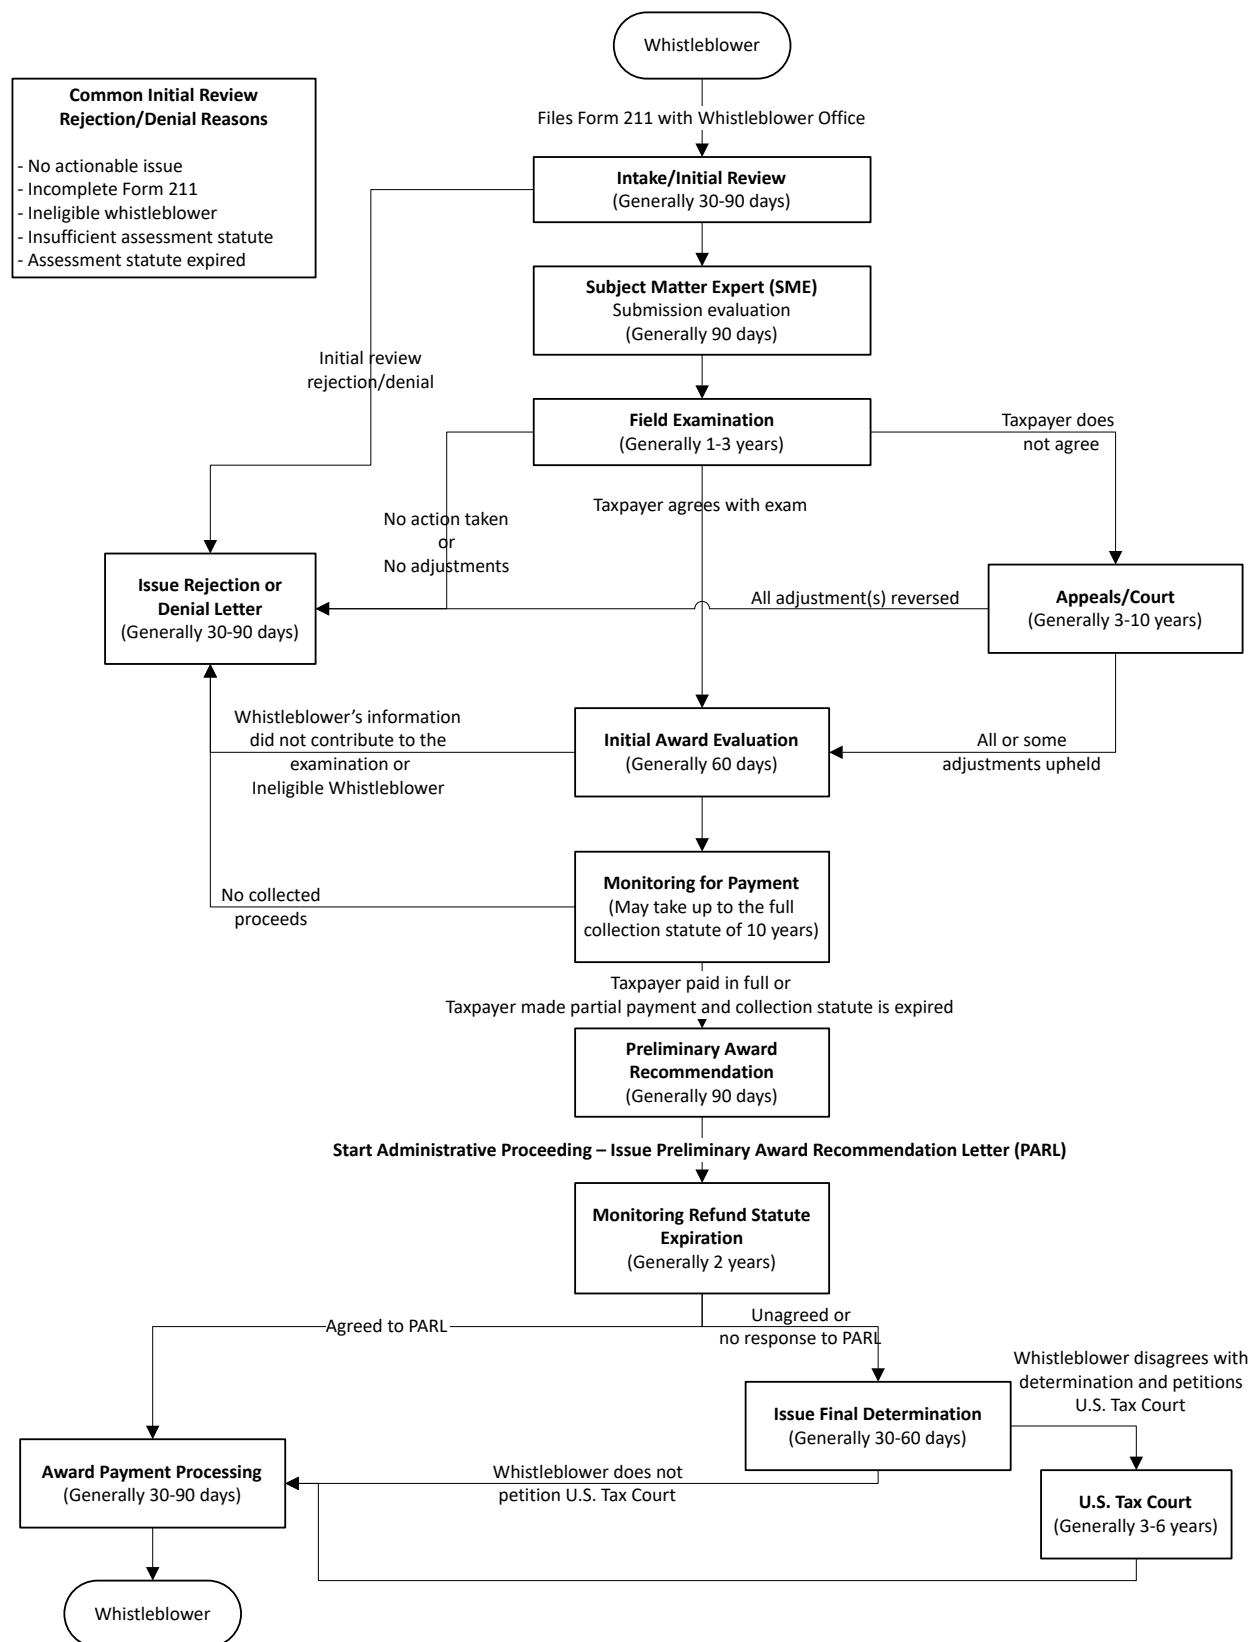 Whistleblower
Common Initial Review
Rejection/Denial Reasons
- No actionable issue
- Incomplete Form 211
- Ineligible whistleblower
- Insufficient assessment statute
- Assessment statute expired
Files Form 211 with Whistleblower Office
Intake/Initial Review
(Generally 30-90 days)
Subject Matter Expert (SME)
Submission evaluation
(Generally 90 days)
Initial review
rejection/denial
Field Examination
(Generally 1-3 years)
Taxpayer does
not agree
Taxpayer agrees with exam
No action taken
or
No adjustments
Issue Rejection or
Denial Letter
(Generally 30-90 days)
All adjustment(s) reversed
Appeals/Court
(Generally 3-10 years)
Whistleblower’s information
did not contribute to the
examination or
Ineligible Whistleblower
Initial Award Evaluation
(Generally 60 days)
All or some
adjustments upheld
Monitoring for Payment
(May take up to the full
collection statute of 10 years)
No collected
proceeds
Taxpayer paid in full or
Taxpayer made partial payment and collection statute is expired
Preliminary Award
Recommendation
(Generally 90 days)
Start Administrative Proceeding – Issue Preliminary Award Recommendation Letter (PARL)
Monitoring Refund Statute
Expiration
(Generally 2 years)
Agreed to PARL
Unagreed or
no response to PARL
Whistleblower disagrees with
determination and petitions
U.S. Tax Court
Issue Final Determination
(Generally 30-60 days)
Award Payment Processing
(Generally 30-90 days)
Whistleblower does not
petition U.S. Tax Court
U.S. Tax Court
(Generally 3-6 years)
Whistleblower